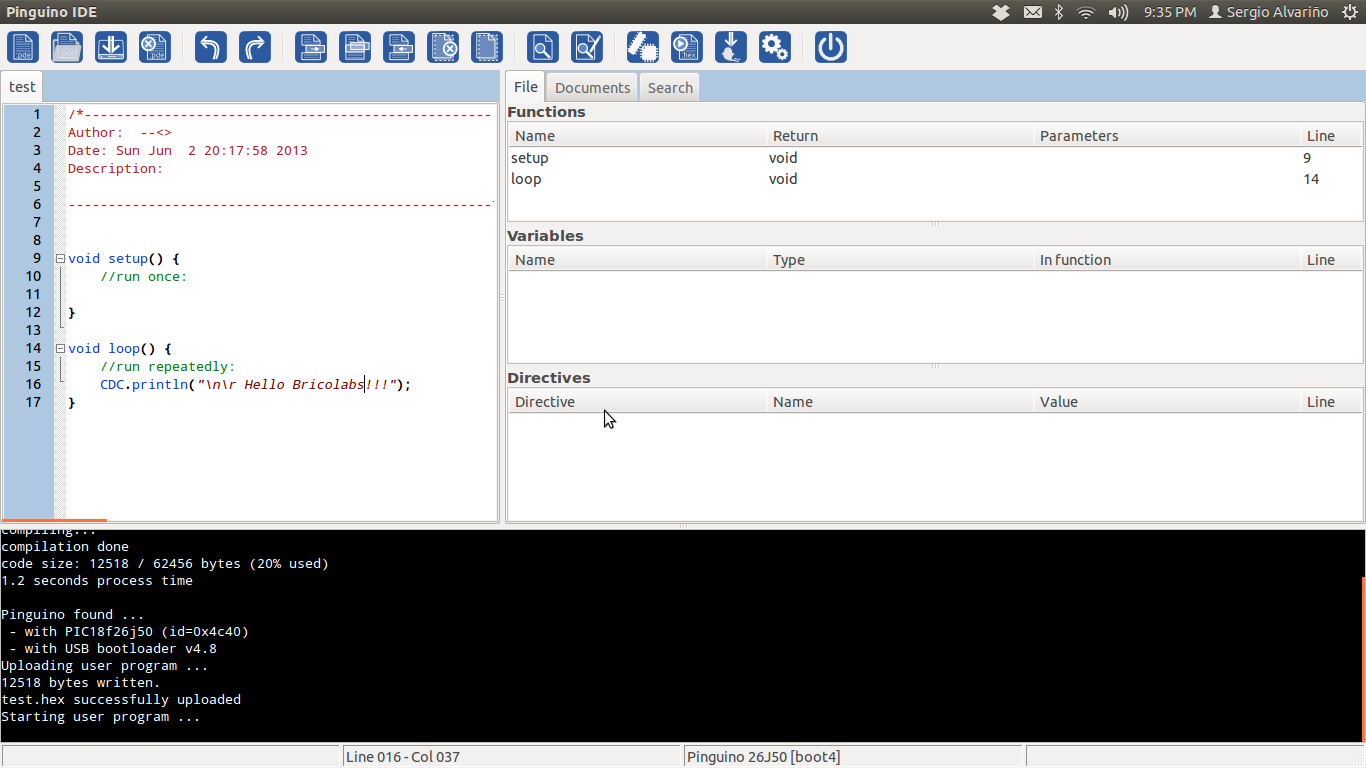 Pinguino IDE
9:35 PM Sergio Alvariño
.pde .pde .pde .hex
test
File Documents Search
1 /*---------------------------------------------------
2 Author: --<>
3 Date: Sun Jun 2 20:17:58 2013
4 Description:
5
6 -----------------------------------------------------
7
8
9 void setup() {
10 //run once:
11
12 }
13
14 void loop() {
15 //run repeatedly:
16 CDC.println("\n\r Hello Bricolabs!!!");
17 }
Functions
Name Return Parameters Line
setup void 9
loop void 14
Variables
Name Type In function Line
Directives
Directive Name Value Line
compiling...
compilation done
code size: 12518 / 62456 bytes (20% used)
1.2 seconds process time
Pinguino found ...
- with PIC18f26j50 (id=0x4c40)
- with USB bootloader v4.8
Uploading user program ...
12518 bytes written.
test.hex successfully uploaded
Starting user program ...
Line 016 - Col 037 Pinguino 26J50 [boot4]